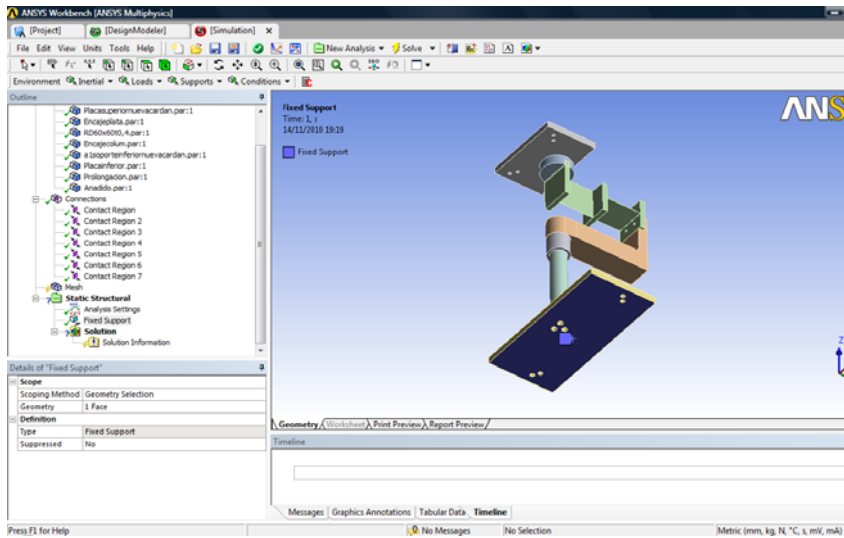 ANSYS Workbench [ANSYS Multiphysics]
[Project] [DesignModeler] [Simulation] x
File Edit View Units Tools Help New Analysis Solve
Environment Inertial Loads Supports Conditions
Outline
Placasuperiornuevacardan.par:1
Encajeplata.par:1
RD60x60t0,4.par:1
Encajecolum.par:1
a1soporteinferiornuevacardan.par:1
Placainferior.par:1
Prolongacion.par:1
Anadido.par:1
Connections
Contact Region
Contact Region 2
Contact Region 3
Contact Region 4
Contact Region 5
Contact Region 6
Contact Region 7
Mesh
Static Structural
Analysis Settings
Fixed Support
Solution
Solution Information
Details of "Fixed Support"
Scope
Scoping Method Geometry Selection
Geometry 1 Face
Definition
Type Fixed Support
Suppressed No
Fixed Support
Time: 1, s
14/11/2010 19:19
Fixed Support
ANS
Z
Geometry Worksheet Print Preview Report Preview
Timeline
Messages Graphics Annotations Tabular Data Timeline
Press F1 for Help No Messages No Selection Metric (mm, kg, N, °C, s, mV, mA)